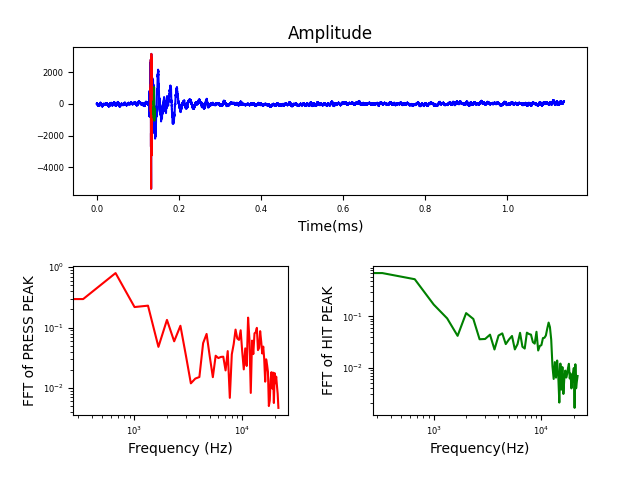 Amplitude
2000
0
−2000
−4000
0.0 0.2 0.4 0.6 0.8 1.0
Time(ms)
FFT of PRESS PEAK
10⁰
10⁻¹
10⁻²
10³ 10⁴
Frequency (Hz)
FFT of HIT PEAK
10⁻¹
10⁻²
10³ 10⁴
Frequency(Hz)